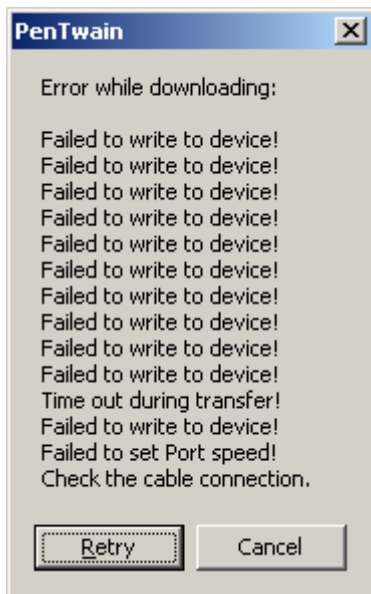 PenTwain
Error while downloading:
Failed to write to device!
Failed to write to device!
Failed to write to device!
Failed to write to device!
Failed to write to device!
Failed to write to device!
Failed to write to device!
Failed to write to device!
Failed to write to device!
Failed to write to device!
Time out during transfer!
Failed to write to device!
Failed to set Port speed!
Check the cable connection.
Retry Cancel